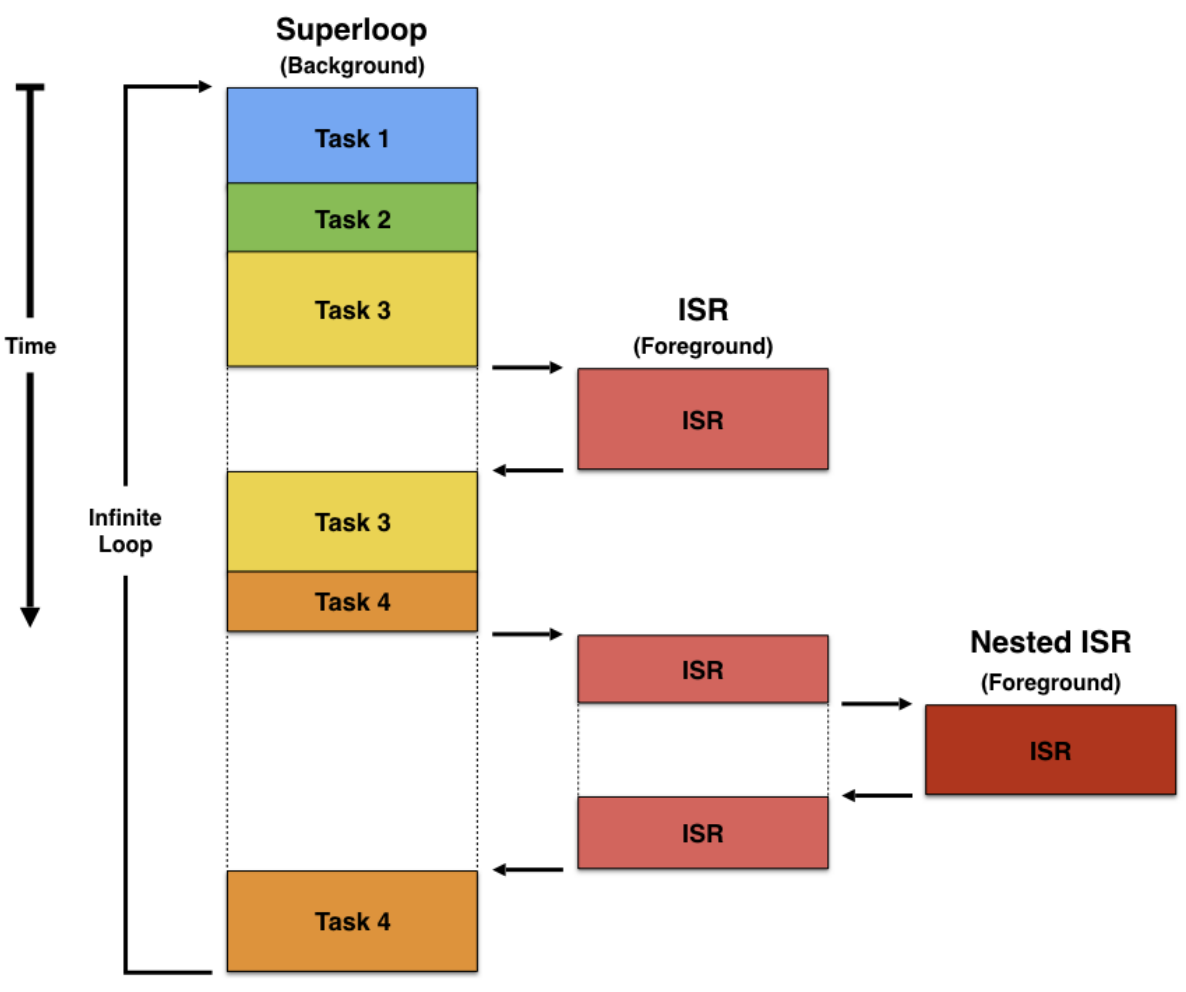 Superloop
(Background)
Task 1
Task 2
Task 3
ISR
(Foreground)
Time
ISR
Infinite
Loop
Task 3
Task 4
Nested ISR
(Foreground)
ISR
ISR
ISR
Task 4